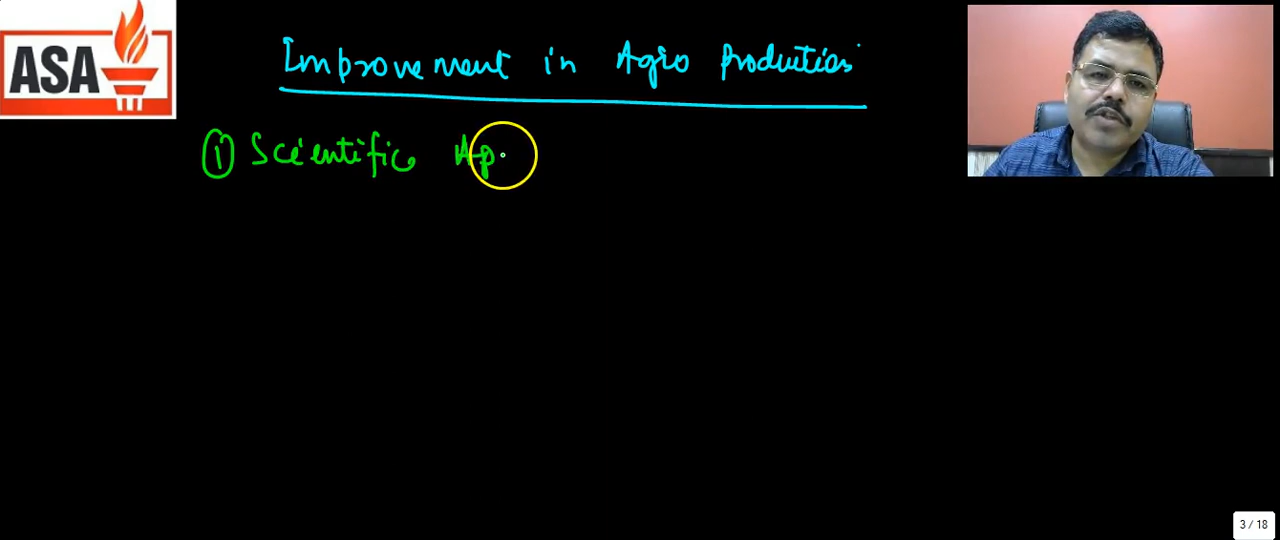 ASA
Improvement in Agro Production
① Scientific Ap
3 / 18